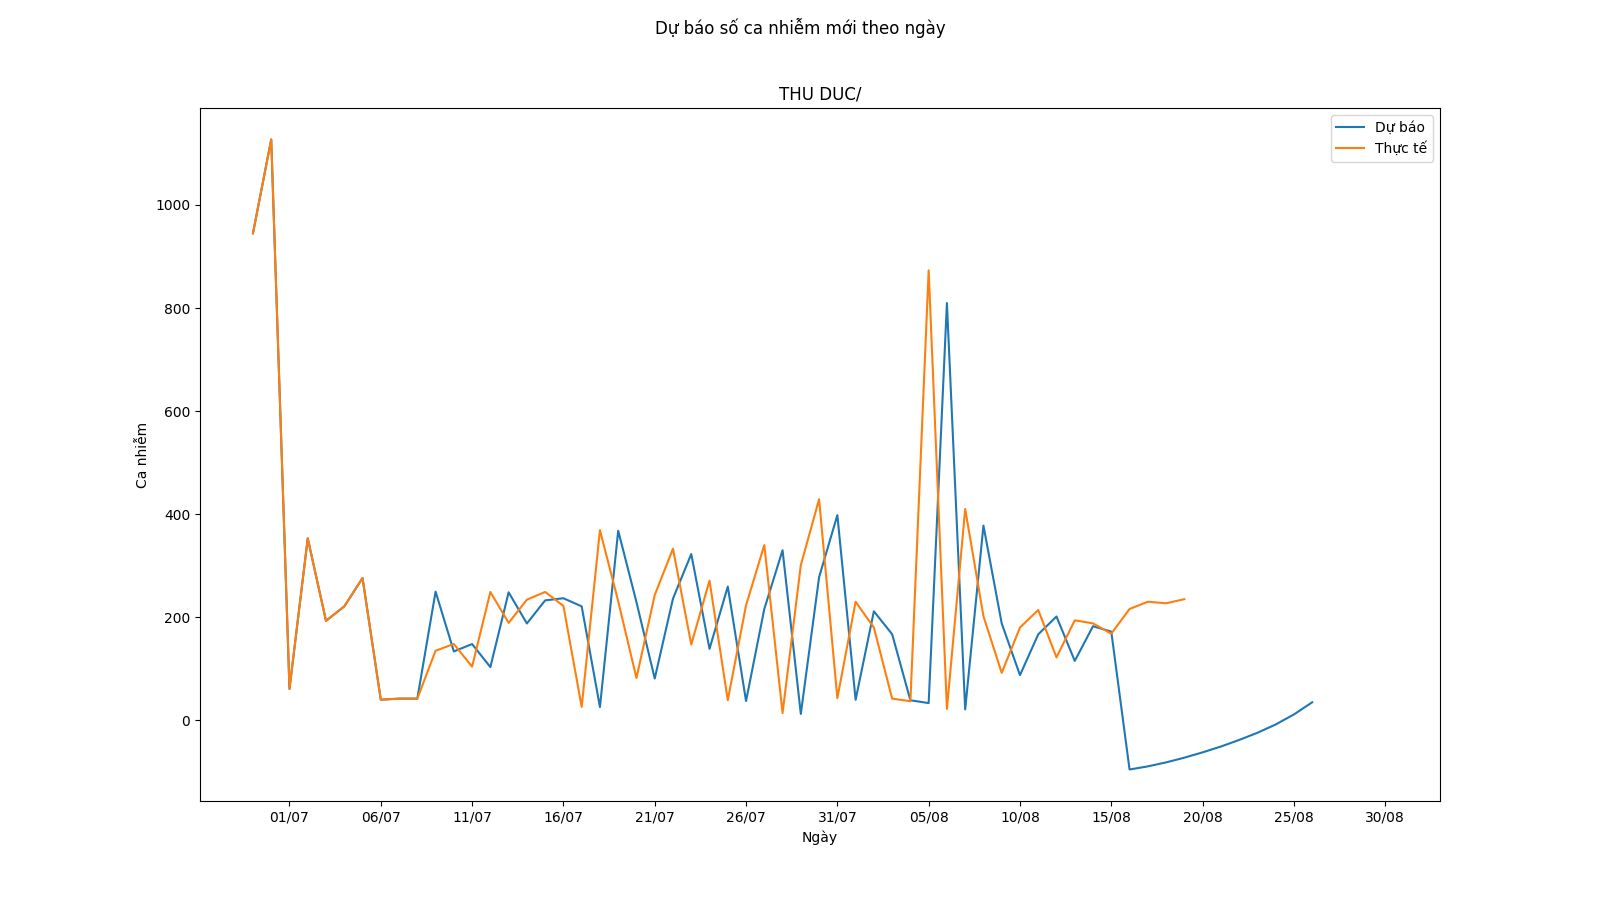 Dự báo số ca nhiễm mới theo ngày
THU DUC/
Dự báo
Thực tế
Ca nhiễm
1000
800
600
400
200
0
01/07 06/07 11/07 16/07 21/07 26/07 31/07 05/08 10/08 15/08 20/08 25/08 30/08
Ngày